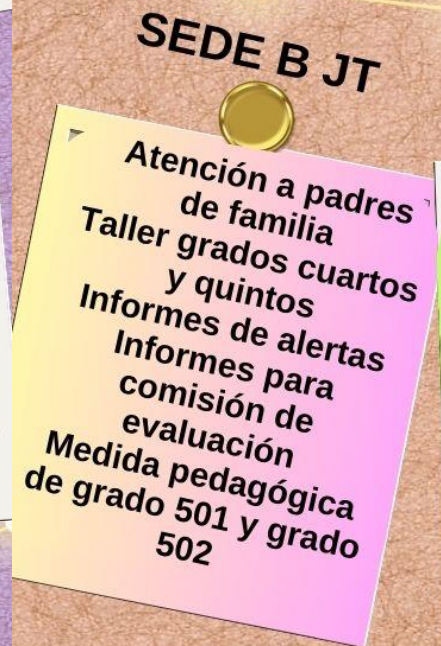 SEDE B JT
Atención a padres
de familia
Taller grados cuartos
y quintos
Informes de alertas
Informes para
comisión de
evaluación
Medida pedagógica
de grado 501 y grado
502